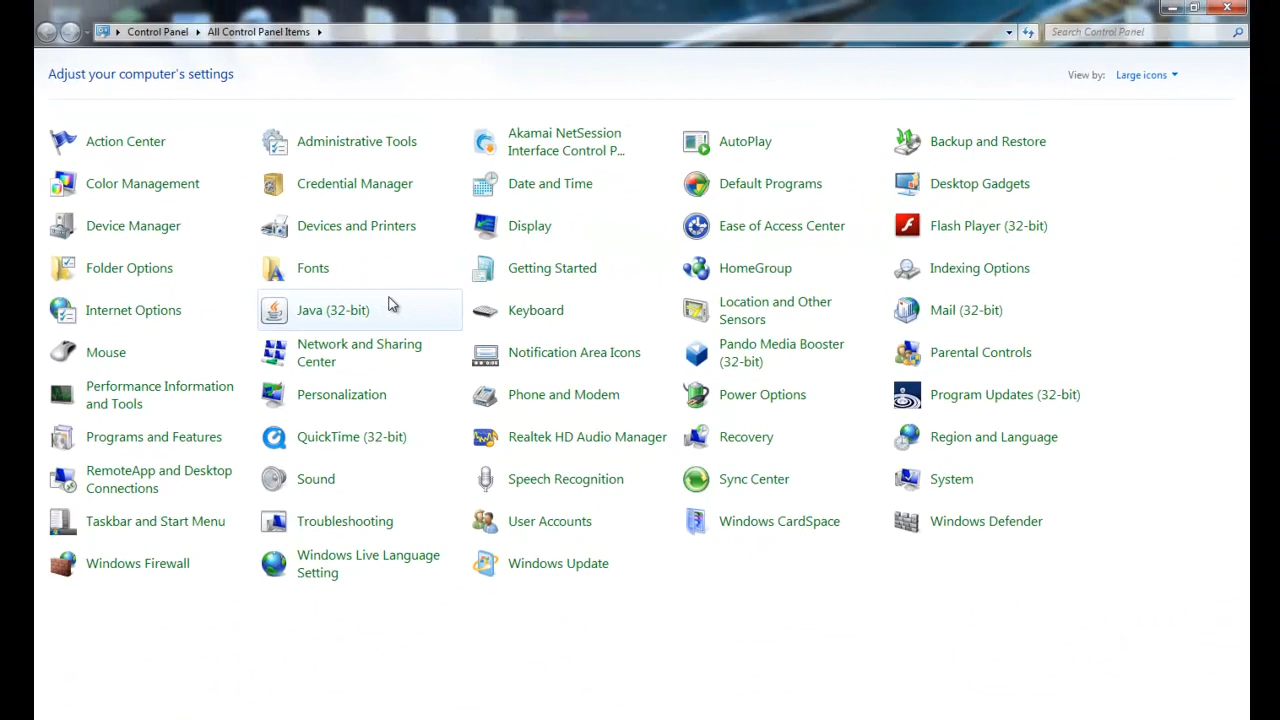 Control Panel
All Control Panel Items
Search Control Panel
Adjust your computer's settings
View by: Large icons
Action Center
Administrative Tools
Akamai NetSession
Interface Control P...
AutoPlay
Backup and Restore
Color Management
Credential Manager
Date and Time
Default Programs
Desktop Gadgets
Device Manager
Devices and Printers
Display
Ease of Access Center
Flash Player (32-bit)
Folder Options
Fonts
Getting Started
HomeGroup
Indexing Options
Internet Options
Java (32-bit)
Keyboard
Location and Other
Sensors
Mail (32-bit)
Mouse
Network and Sharing
Center
Notification Area Icons
Pando Media Booster
(32-bit)
Parental Controls
Performance Information
and Tools
Personalization
Phone and Modem
Power Options
Program Updates (32-bit)
Programs and Features
QuickTime (32-bit)
Realtek HD Audio Manager
Recovery
Region and Language
RemoteApp and Desktop
Connections
Sound
Speech Recognition
Sync Center
System
Taskbar and Start Menu
Troubleshooting
User Accounts
Windows CardSpace
Windows Defender
Windows Firewall
Windows Live Language
Setting
Windows Update